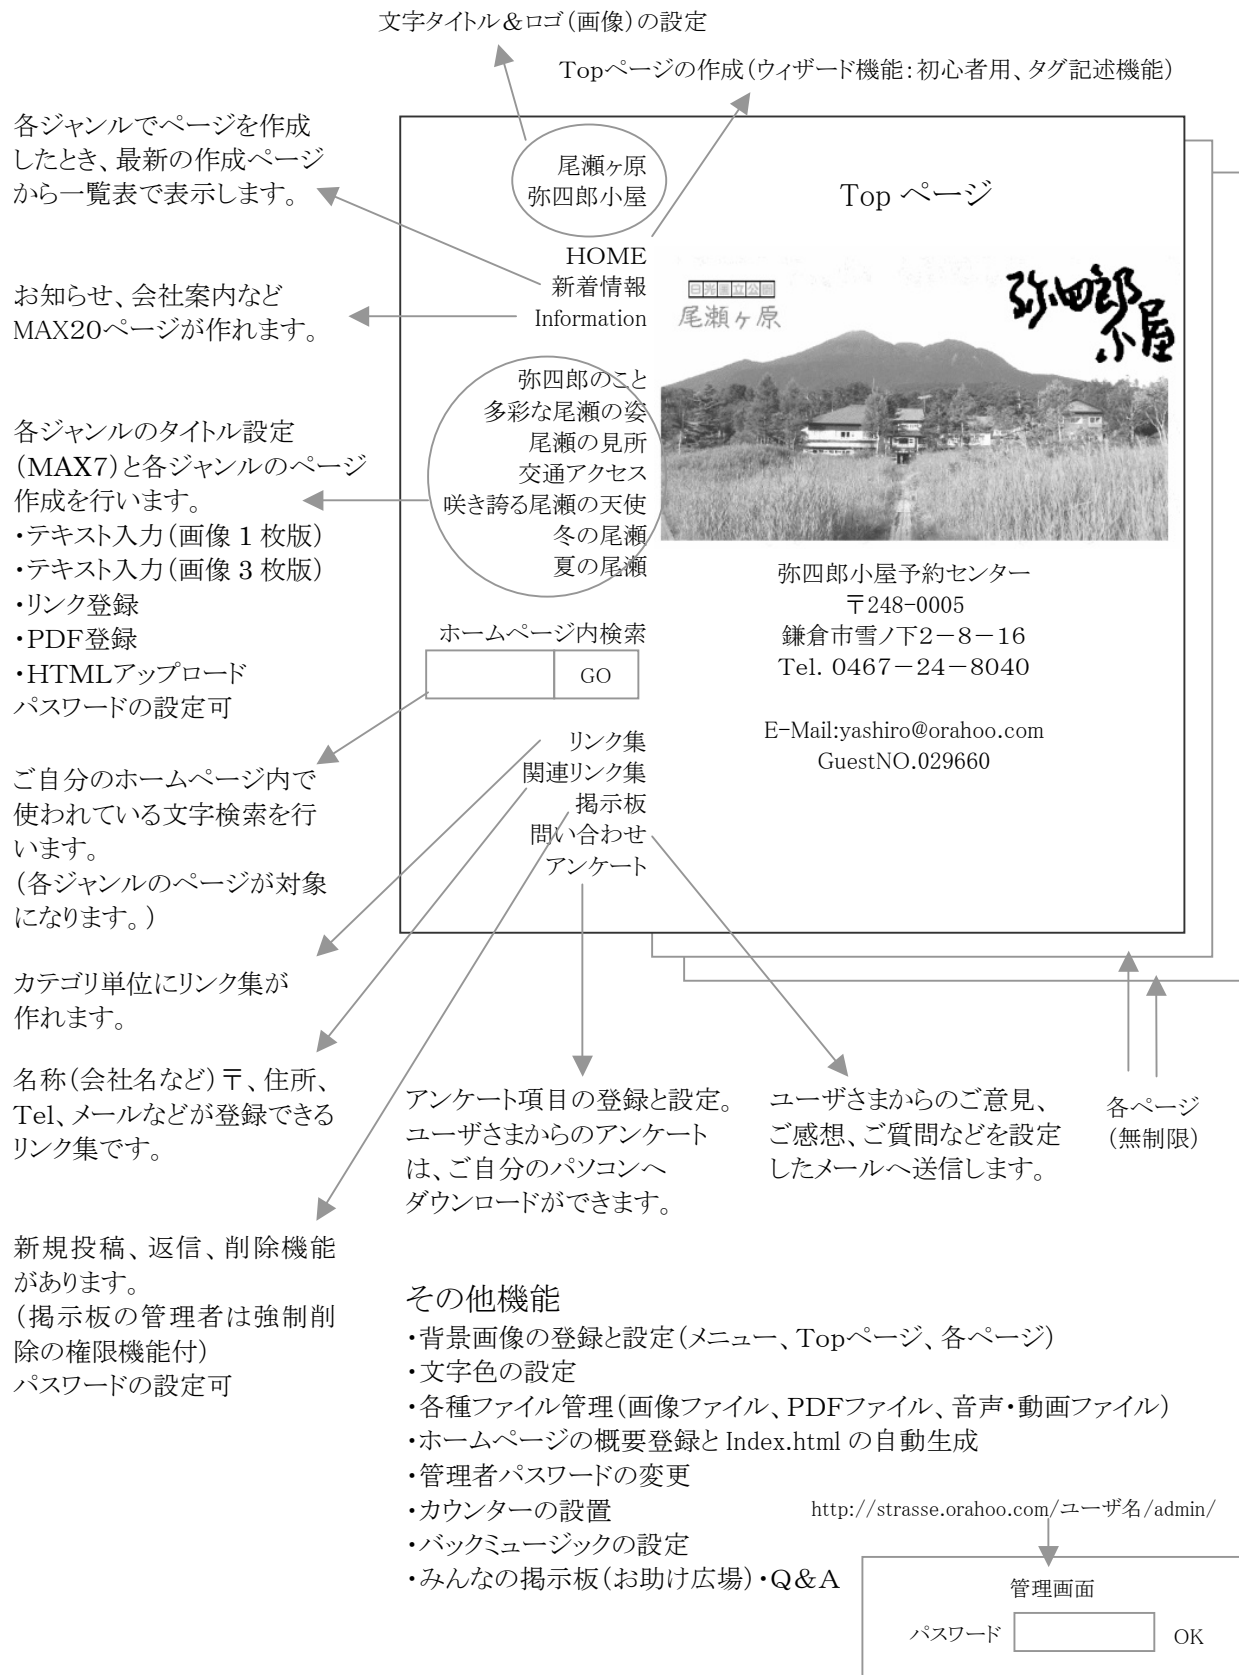 文字タイトル＆ロゴ（画像）の設定
Topページの作成（ウィザード機能：初心者用、タグ記述機能）
各ジャンルでページを作成
したとき、最新の作成ページ
から一覧表で表示します。
お知らせ、会社案内など
MAX20ページが作れます。
各ジャンルのタイトル設定
（MAX7）と各ジャンルのページ
作成を行います。
・テキスト入力（画像 1 枚版）
・テキスト入力（画像 3 枚版）
・リンク登録
・PDF登録
・HTMLアップロード
パスワードの設定可
ご自分のホームページ内で
使われている文字検索を行
います。
（各ジャンルのページが対象
になります。）
カテゴリ単位にリンク集が
作れます。
名称（会社名など）〒、住所、
Tel、メールなどが登録できる
リンク集です。
新規投稿、返信、削除機能
があります。
（掲示板の管理者は強制削
除の権限機能付）
パスワードの設定可
尾瀬ヶ原
弥四郎小屋
HOME
新着情報
Information
弥四郎のこと
多彩な尾瀬の姿
尾瀬の見所
交通アクセス
咲き誇る尾瀬の天使
冬の尾瀬
夏の尾瀬
ホームページ内検索
GO
リンク集
関連リンク集
掲示板
問い合わせ
アンケート
Top ページ
日光国立公園
尾瀬ヶ原
弥四郎
小屋
弥四郎小屋予約センター
〒248-0005
鎌倉市雪ノ下2－8－16
Tel. 0467－24－8040
E-Mail:yashiro@orahoo.com
GuestNO.029660
アンケート項目の登録と設定。
ユーザさまからのアンケート
は、ご自分のパソコンへ
ダウンロードができます。
ユーザさまからのご意見、
ご感想、ご質問などを設定
したメールへ送信します。
各ページ
（無制限）
その他機能
・背景画像の登録と設定（メニュー、Topページ、各ページ）
・文字色の設定
・各種ファイル管理（画像ファイル、PDFファイル、音声・動画ファイル）
・ホームページの概要登録と Index.html の自動生成
・管理者パスワードの変更
・カウンターの設置
・バックミュージックの設定
・みんなの掲示板（お助け広場）・Q＆A
http://strasse.orahoo.com/ユーザ名/admin/
管理画面
パスワード
OK